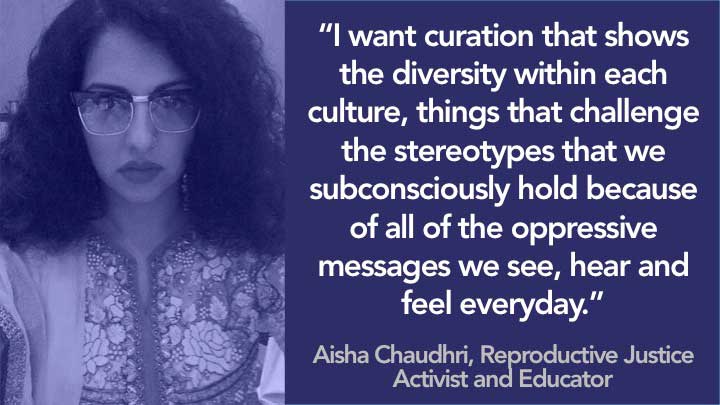 “I want curation that shows
the diversity within each
culture, things that challenge
the stereotypes that we
subconsciously hold because
of all of the oppressive
messages we see, hear and
feel everyday.”
Aisha Chaudhri, Reproductive Justice
Activist and Educator